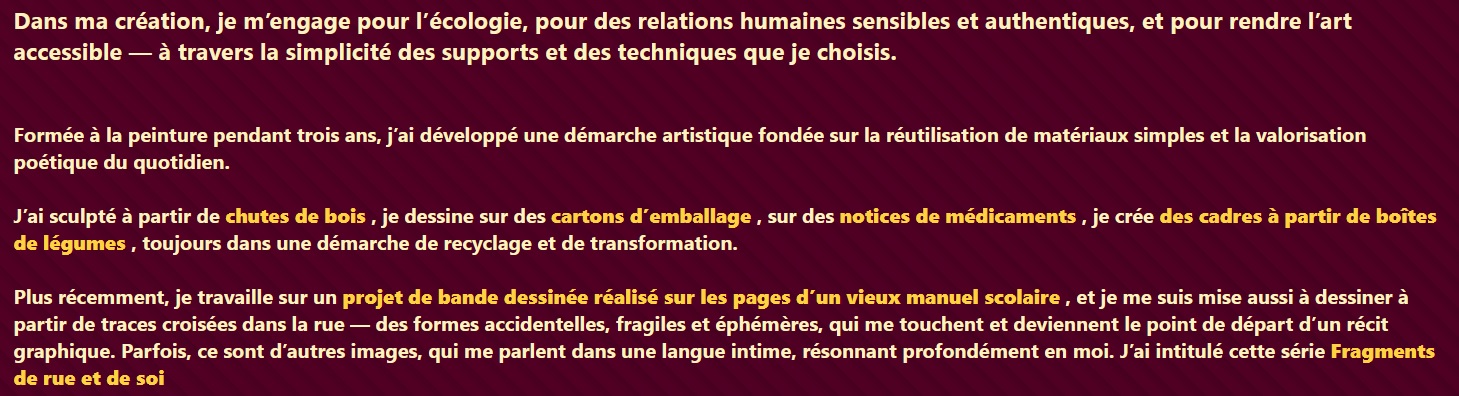 Dans ma création, je m’engage pour l’écologie, pour des relations humaines sensibles et authentiques, et pour rendre l’art
accessible — à travers la simplicité des supports et des techniques que je choisis.
Formée à la peinture pendant trois ans, j’ai développé une démarche artistique fondée sur la réutilisation de matériaux simples et la valorisation
poétique du quotidien.
J’ai sculpté à partir de chutes de bois , je dessine sur des cartons d’emballage , sur des notices de médicaments , je crée des cadres à partir de boîtes
de légumes , toujours dans une démarche de recyclage et de transformation.
Plus récemment, je travaille sur un projet de bande dessinée réalisé sur les pages d’un vieux manuel scolaire , et je me suis mise aussi à dessiner à
partir de traces croisées dans la rue — des formes accidentelles, fragiles et éphémères, qui me touchent et deviennent le point de départ d’un récit
graphique. Parfois, ce sont d’autres images, qui me parlent dans une langue intime, résonnant profondément en moi. J’ai intitulé cette série Fragments
de rue et de soi